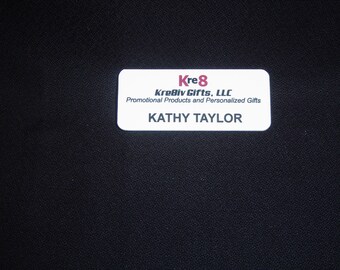 Kre8
Kre8iv Gifts, LLC
Promotional Products and Personalized Gifts
KATHY TAYLOR